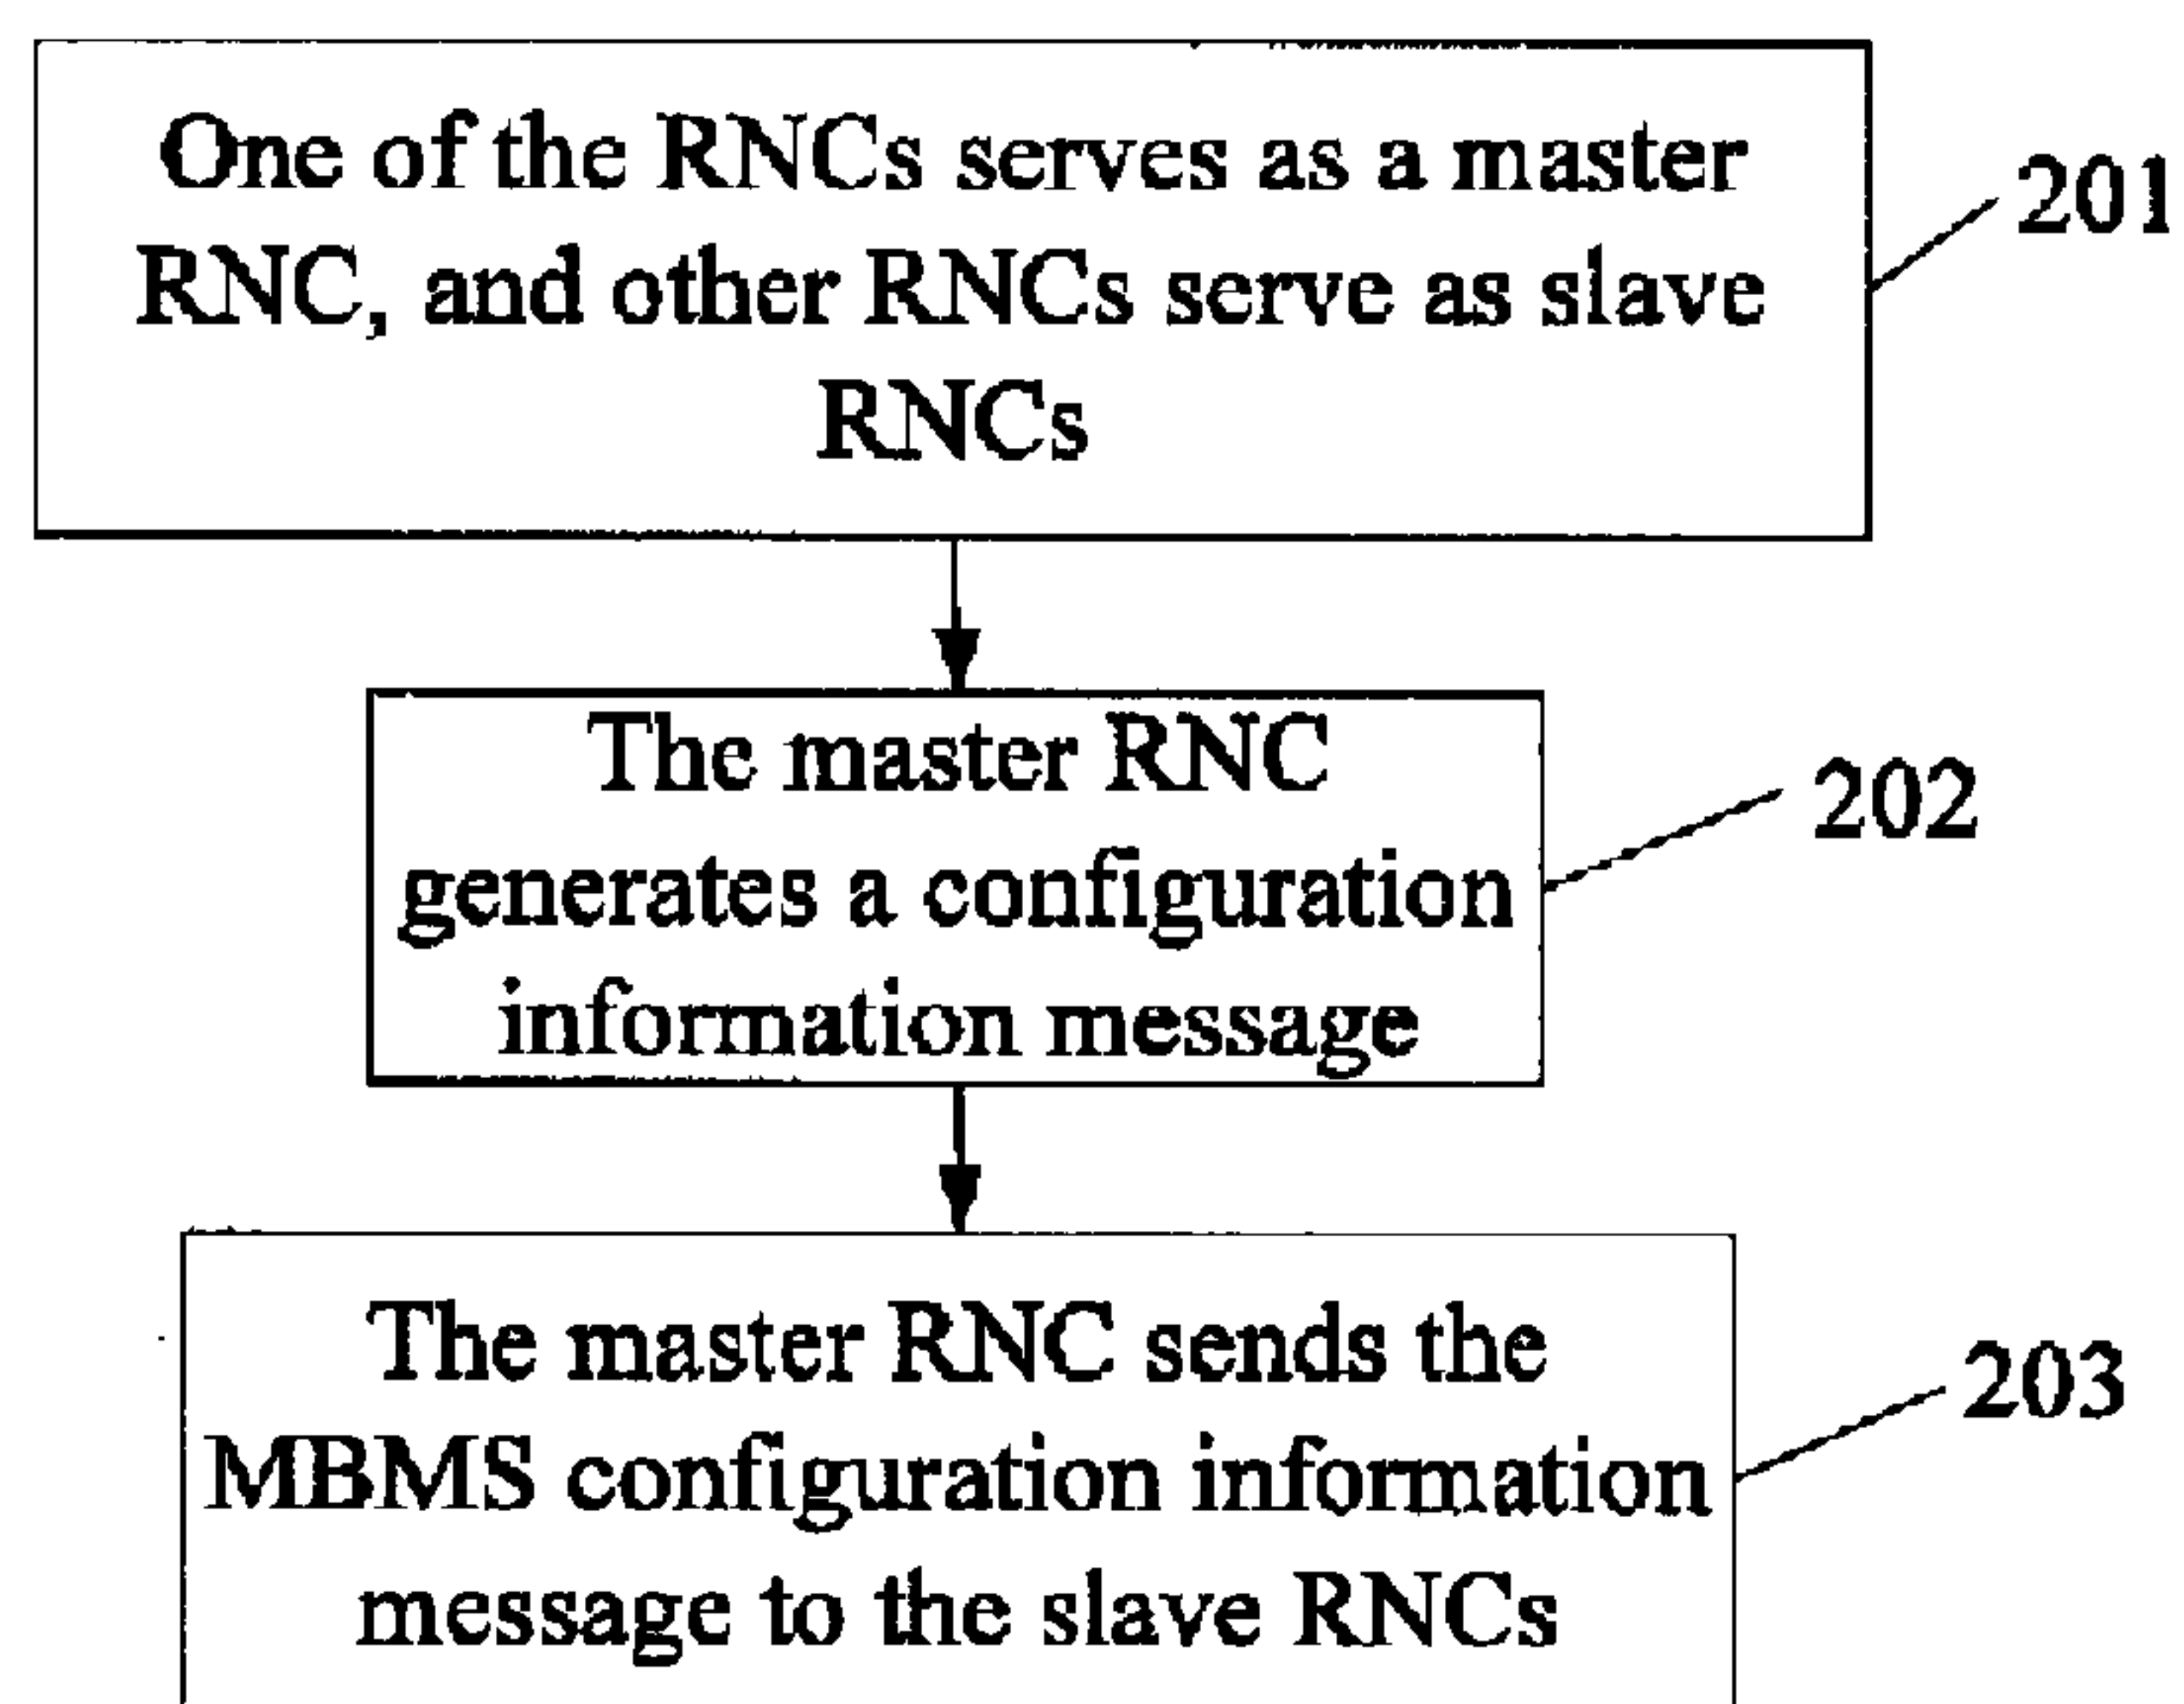 One of the RNCs serves as a master
RNC, and other RNCs serve as slave
RNCs
201
The master RNC
generates a configuration
information message
202
The master RNC sends the
MBMS configuration information
message to the slave RNCs
203